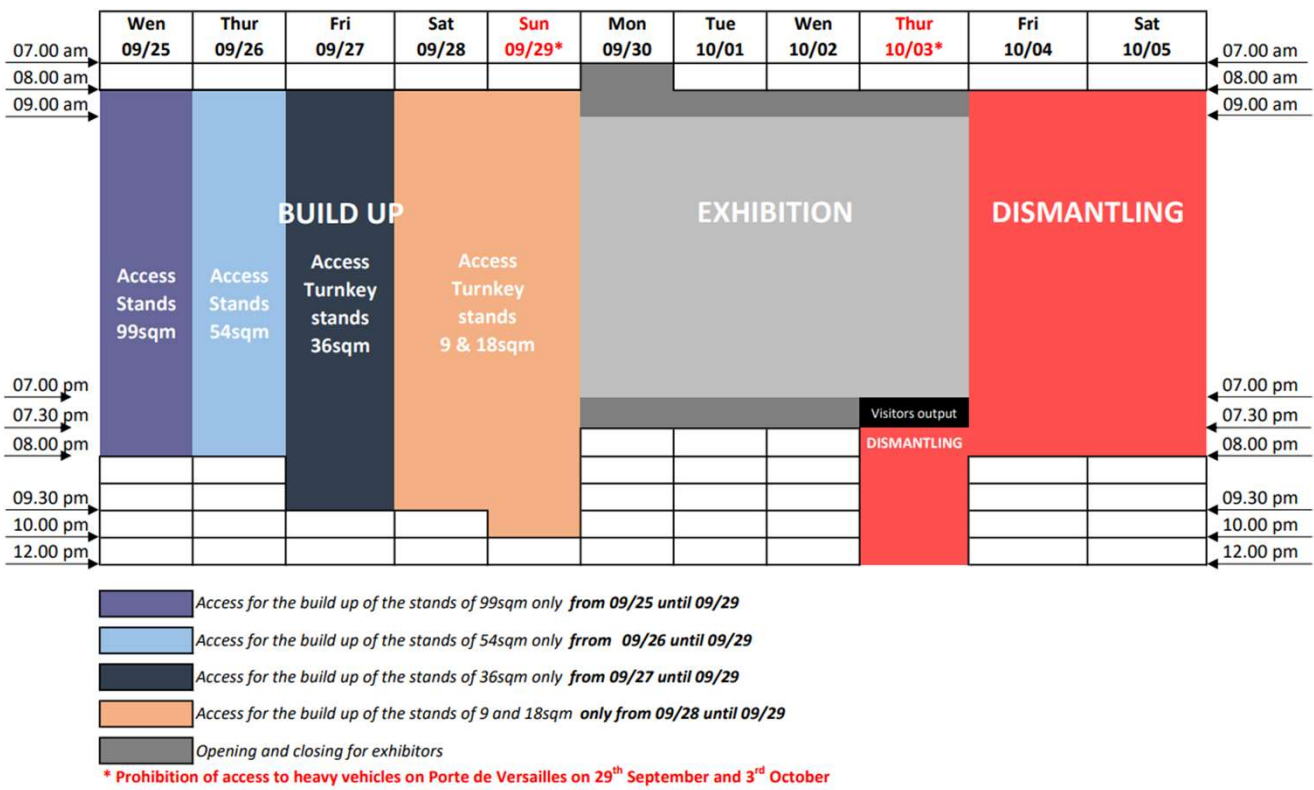 Wen Thur Fri Sat Sun Mon Tue Wen Thur Fri Sat
09/25 09/26 09/27 09/28 09/29* 09/30 10/01 10/02 10/03* 10/04 10/05
07.00 am 07.00 am
08.00 am 08.00 am
09.00 am 09.00 am
BUILD UP EXHIBITION DISMANTLING
Access
Stands
99sqm
Access
Stands
54sqm
Access
Turnkey
stands
36sqm
Access
Turnkey
stands
9 & 18sqm
07.00 pm 07.00 pm
07.30 pm Visitors output 07.30 pm
08.00 pm DISMANTLING 08.00 pm
09.30 pm 09.30 pm
10.00 pm 10.00 pm
12.00 pm 12.00 pm
Access for the build up of the stands of 99sqm only from 09/25 until 09/29
Access for the build up of the stands of 54sqm only frrom 09/26 until 09/29
Access for the build up of the stands of 36sqm only from 09/27 until 09/29
Access for the build up of the stands of 9 and 18sqm only from 09/28 until 09/29
Opening and closing for exhibitors
* Prohibition of access to heavy vehicles on Porte de Versailles on 29th September and 3rd October